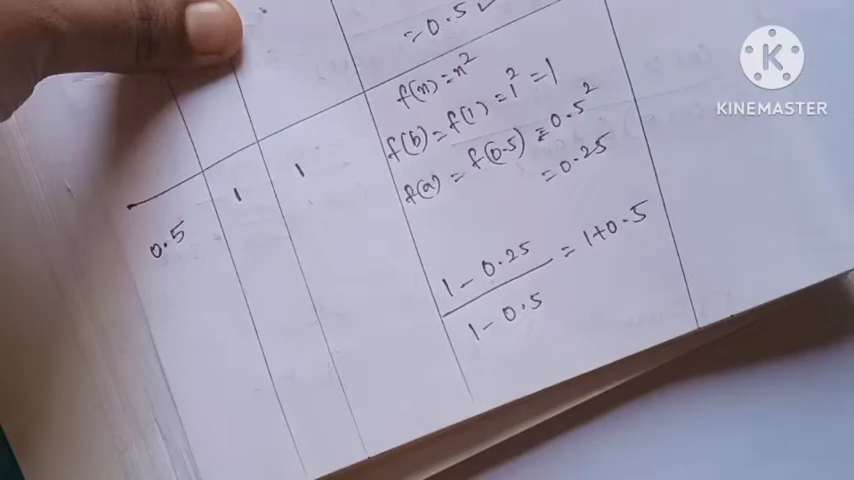 = 0.5 ✓
f(n) = n²
f(b) = f(1) = 1² = 1
f(a) = f(0.5) = 0.5²
= 0.25
0.5 1 1
1 - 0.25 / 1 - 0.5 = 1+0.5
K
KINEMASTER